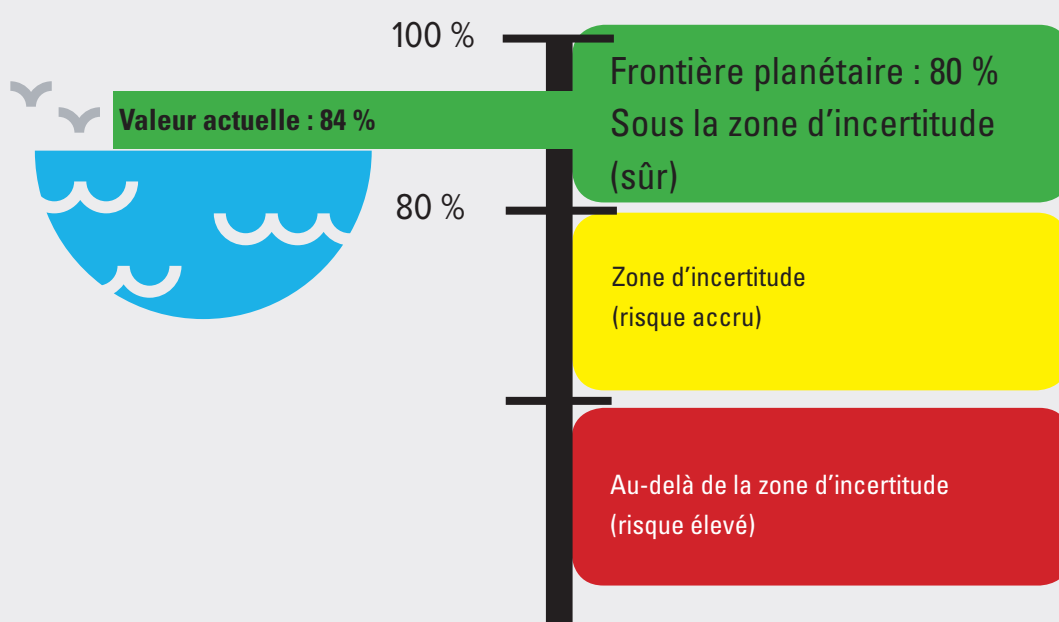 100 %
Frontière planétaire : 80 %
Sous la zone d’incertitude
(sûr)
Valeur actuelle : 84 %
80 %
Zone d’incertitude
(risque accru)
Au-delà de la zone d’incertitude
(risque élevé)